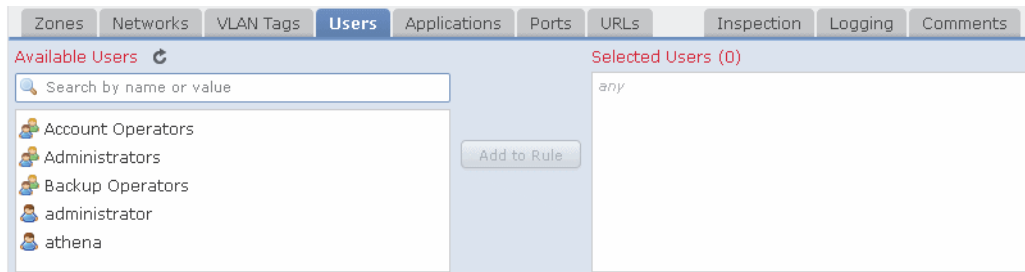 Zones Networks VLAN Tags Users Applications Ports URLs Inspection Logging Comments
Available Users
Search by name or value
Account Operators
Administrators
Backup Operators
administrator
athena
Add to Rule
Selected Users (0)
any